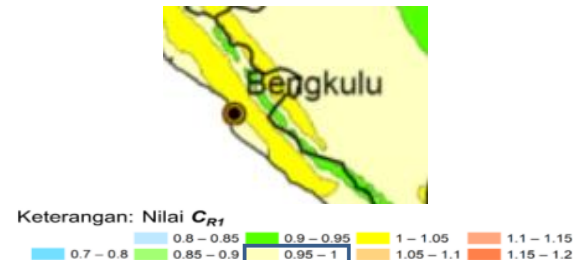 Bengkulu
Keterangan: Nilai C_R1
0.8 – 0.85 0.9 – 0.95 1 – 1.05 1.1 – 1.15
0.7 – 0.8 0.85 – 0.9 0.95 – 1 1.05 – 1.1 1.15 – 1.2